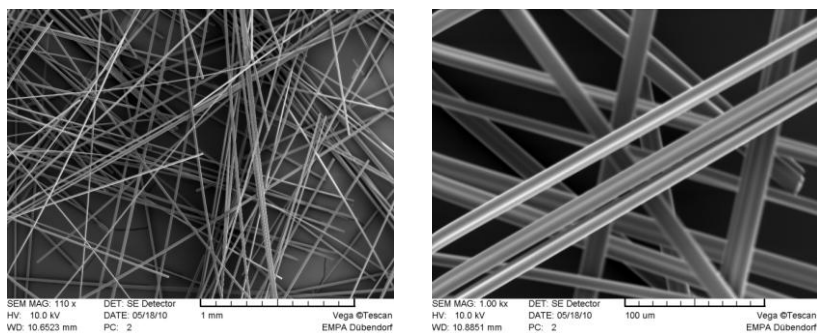 SEM MAG: 110 x DET: SE Detector
HV: 10.0 kV DATE: 05/18/10 1 mm Vega ©Tescan
WD: 10.6523 mm PC: 2 EMPA Dübendorf
SEM MAG: 1.00 kx DET: SE Detector
HV: 10.0 kV DATE: 05/18/10 100 um Vega ©Tescan
WD: 10.8851 mm PC: 2 EMPA Dübendorf